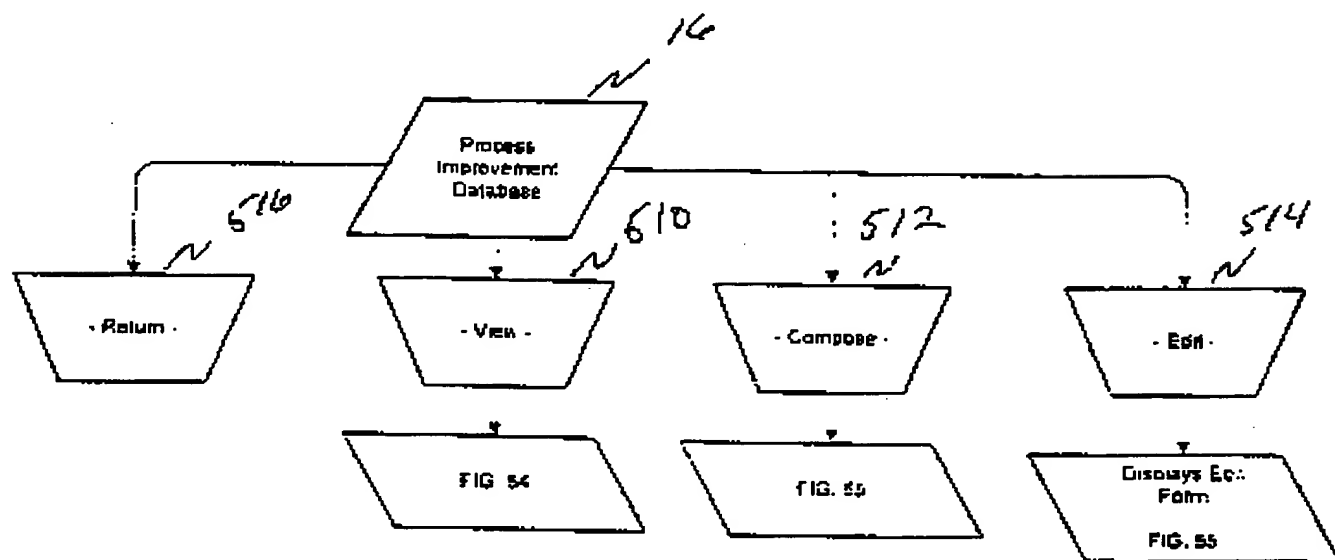 16
Process
Improvement
Database
516
510
512
514
- Return -
- View -
- Compose -
- Edit -
FIG 54
FIG. 55
Displays Edit
Form
FIG. 55